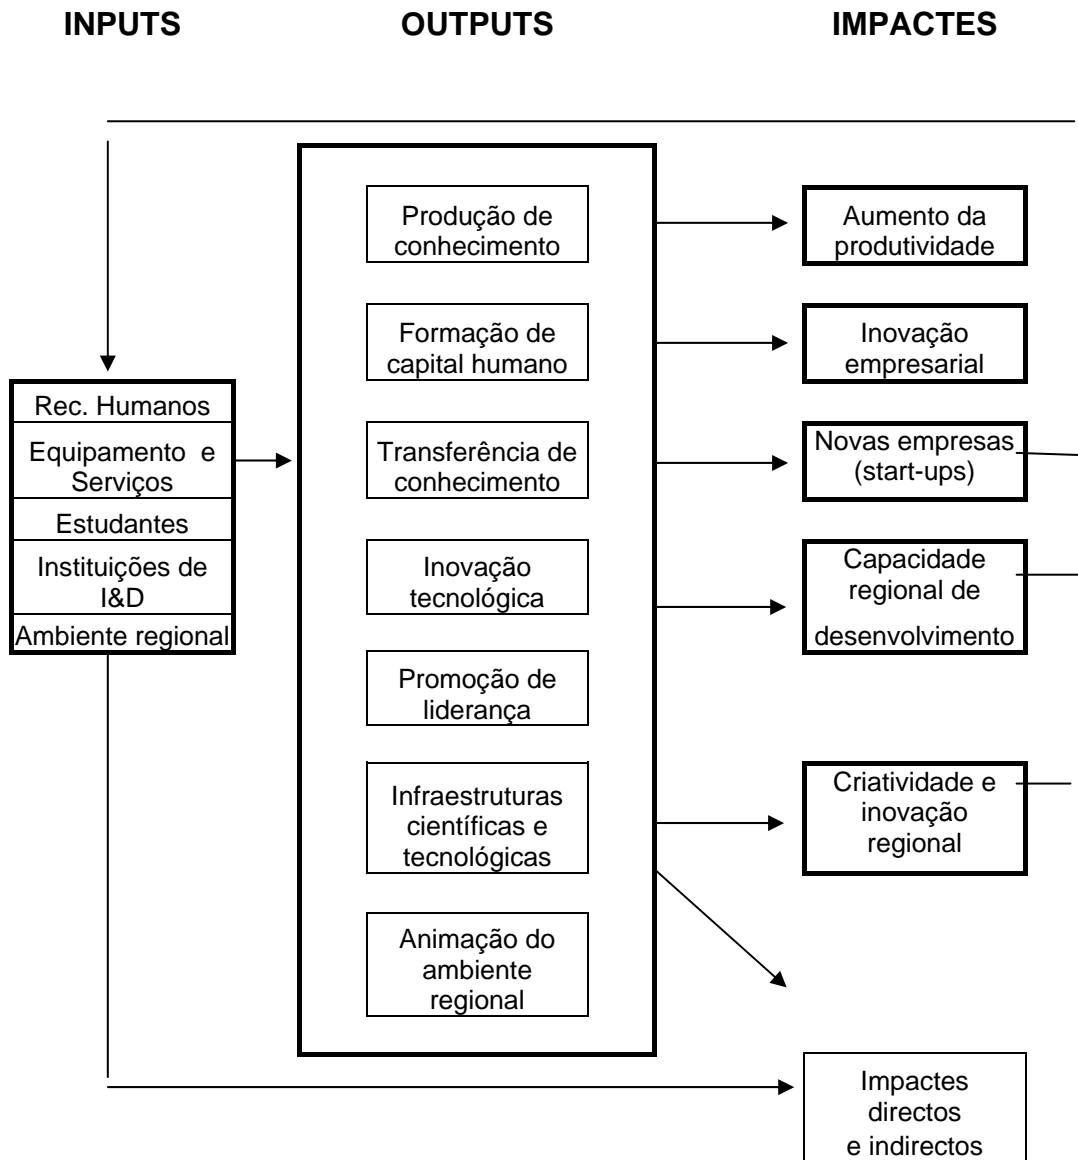 INPUTS
OUTPUTS
IMPACTES
Rec. Humanos
Equipamento e
Serviços
Estudantes
Instituições de
I&D
Ambiente regional
Produção de
conhecimento
Formação de
capital humano
Transferência de
conhecimento
Inovação
tecnológica
Promoção de
liderança
Infraestruturas
científicas e
tecnológicas
Animação do
ambiente
regional
Aumento da
produtividade
Inovação
empresarial
Novas empresas
(start-ups)
Capacidade
regional de
desenvolvimento
Criatividade e
inovação
regional
Impactes
directos
e indirectos